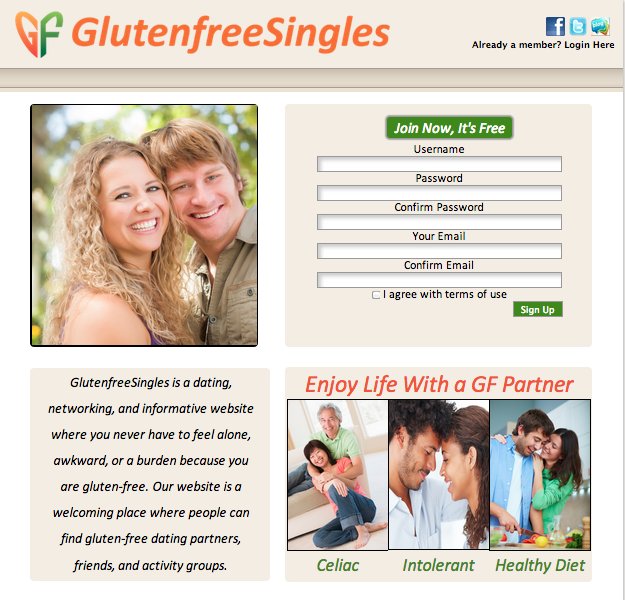 GF GlutenfreeSingles
Already a member? Login Here
Join Now, It's Free
Username
Password
Confirm Password
Your Email
Confirm Email
I agree with terms of use
Sign Up
GlutenfreeSingles is a dating,
networking, and informative website
where you never have to feel alone,
awkward, or a burden because you
are gluten-free. Our website is a
welcoming place where people can
find gluten-free dating partners,
friends, and activity groups.
Enjoy Life With a GF Partner
Celiac Intolerant Healthy Diet